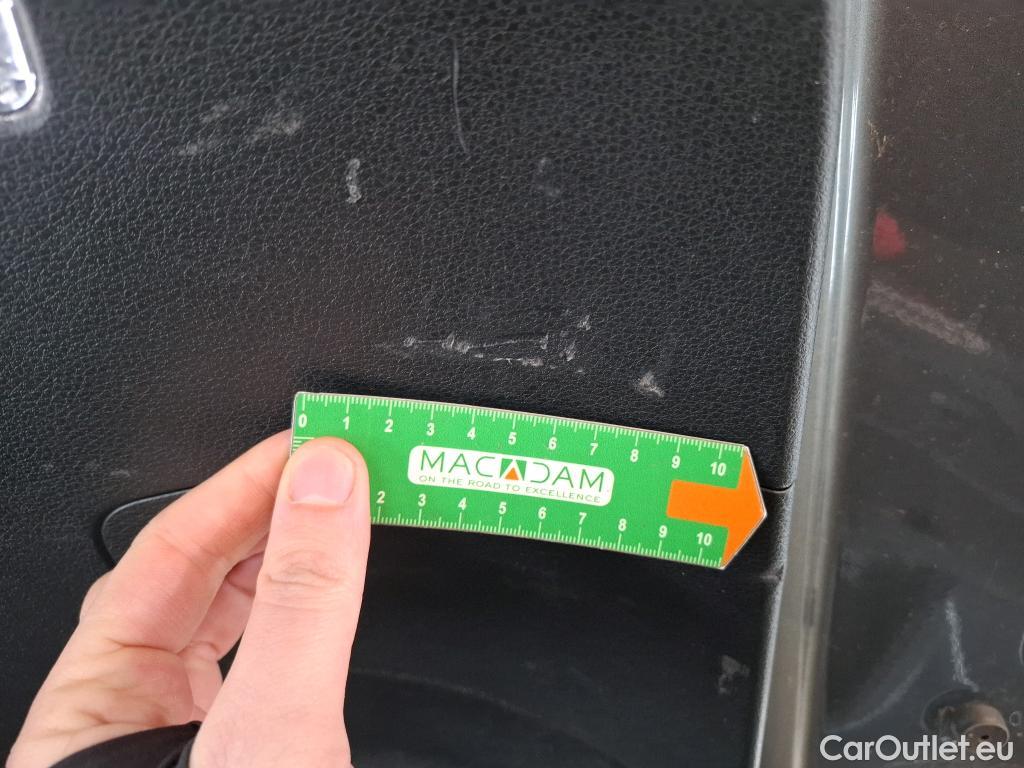 0 1 2 3 4 5 6 7 8 9 10
MACADAM
ON THE ROAD TO EXCELLENCE
2 3 4 5 6 7 8 9 10
CarOutlet.eu